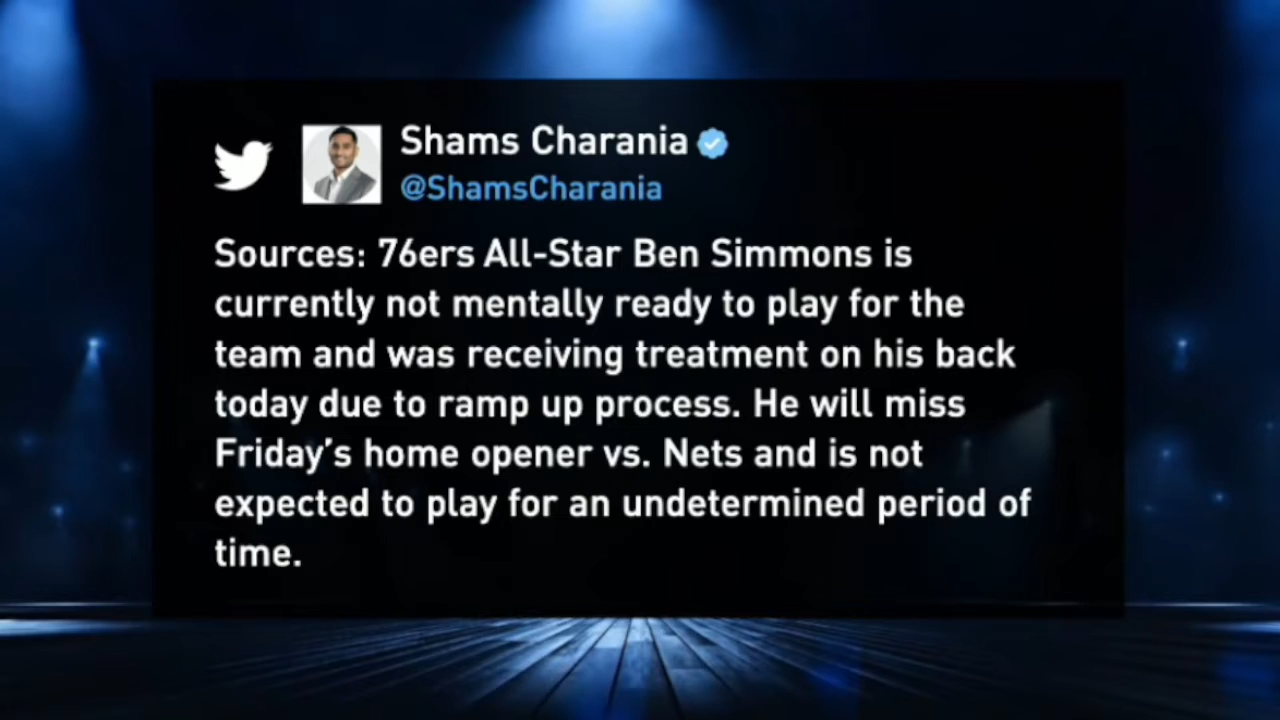 Shams Charania
@ShamsCharania
Sources: 76ers All-Star Ben Simmons is
currently not mentally ready to play for the
team and was receiving treatment on his back
today due to ramp up process. He will miss
Friday’s home opener vs. Nets and is not
expected to play for an undetermined period of
time.